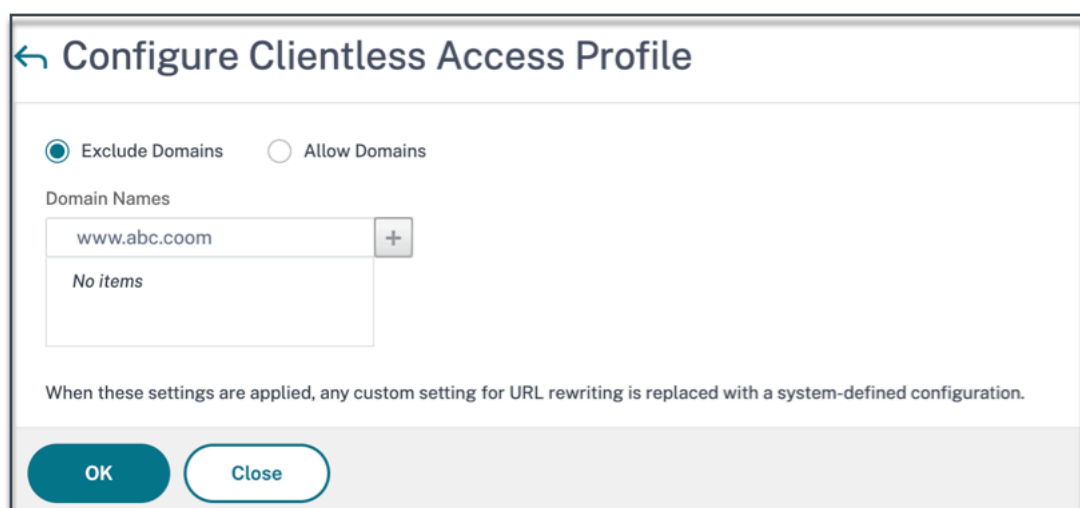 Configure Clientless Access Profile
Exclude Domains Allow Domains
Domain Names
www.abc.coom
No items
When these settings are applied, any custom setting for URL rewriting is replaced with a system-defined configuration.
OK Close